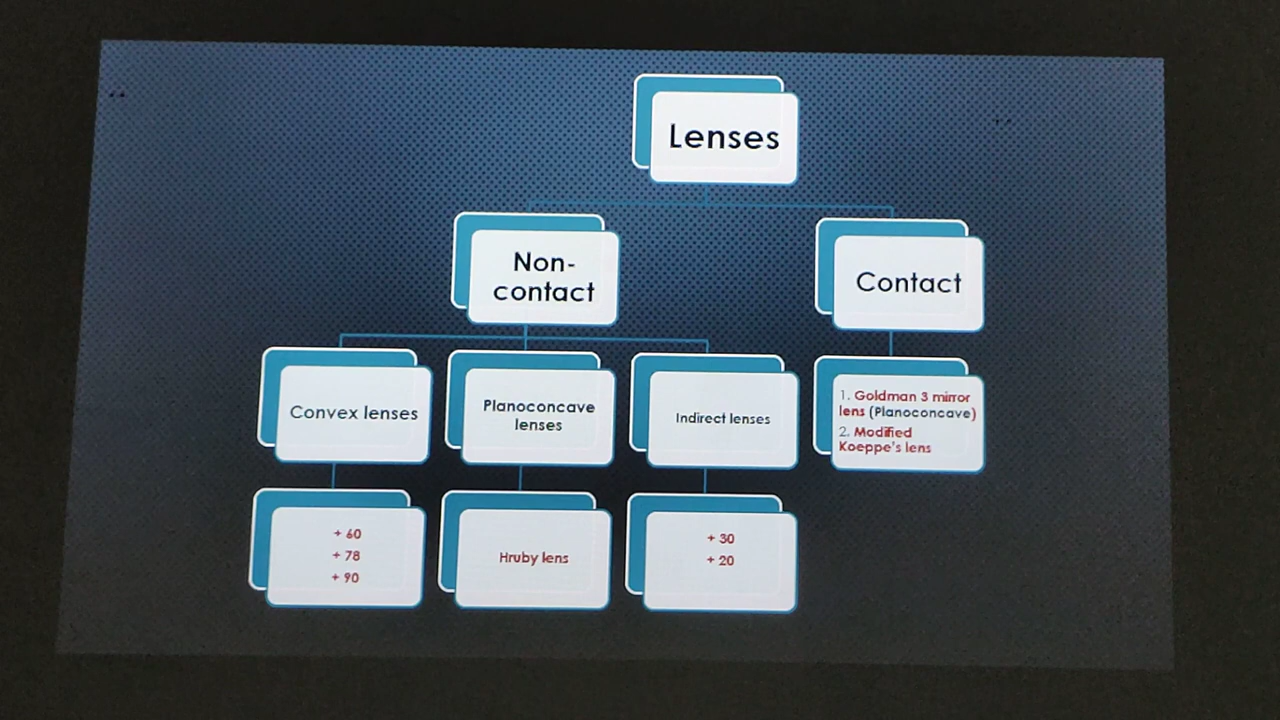 Lenses
Non-
contact
Contact
Convex lenses
Planoconcave
lenses
Indirect lenses
1. Goldman 3 mirror
lens (Planoconcave)
2. Modified
Koeppe's lens
+ 60
+ 78
+ 90
Hruby lens
+ 30
+ 20